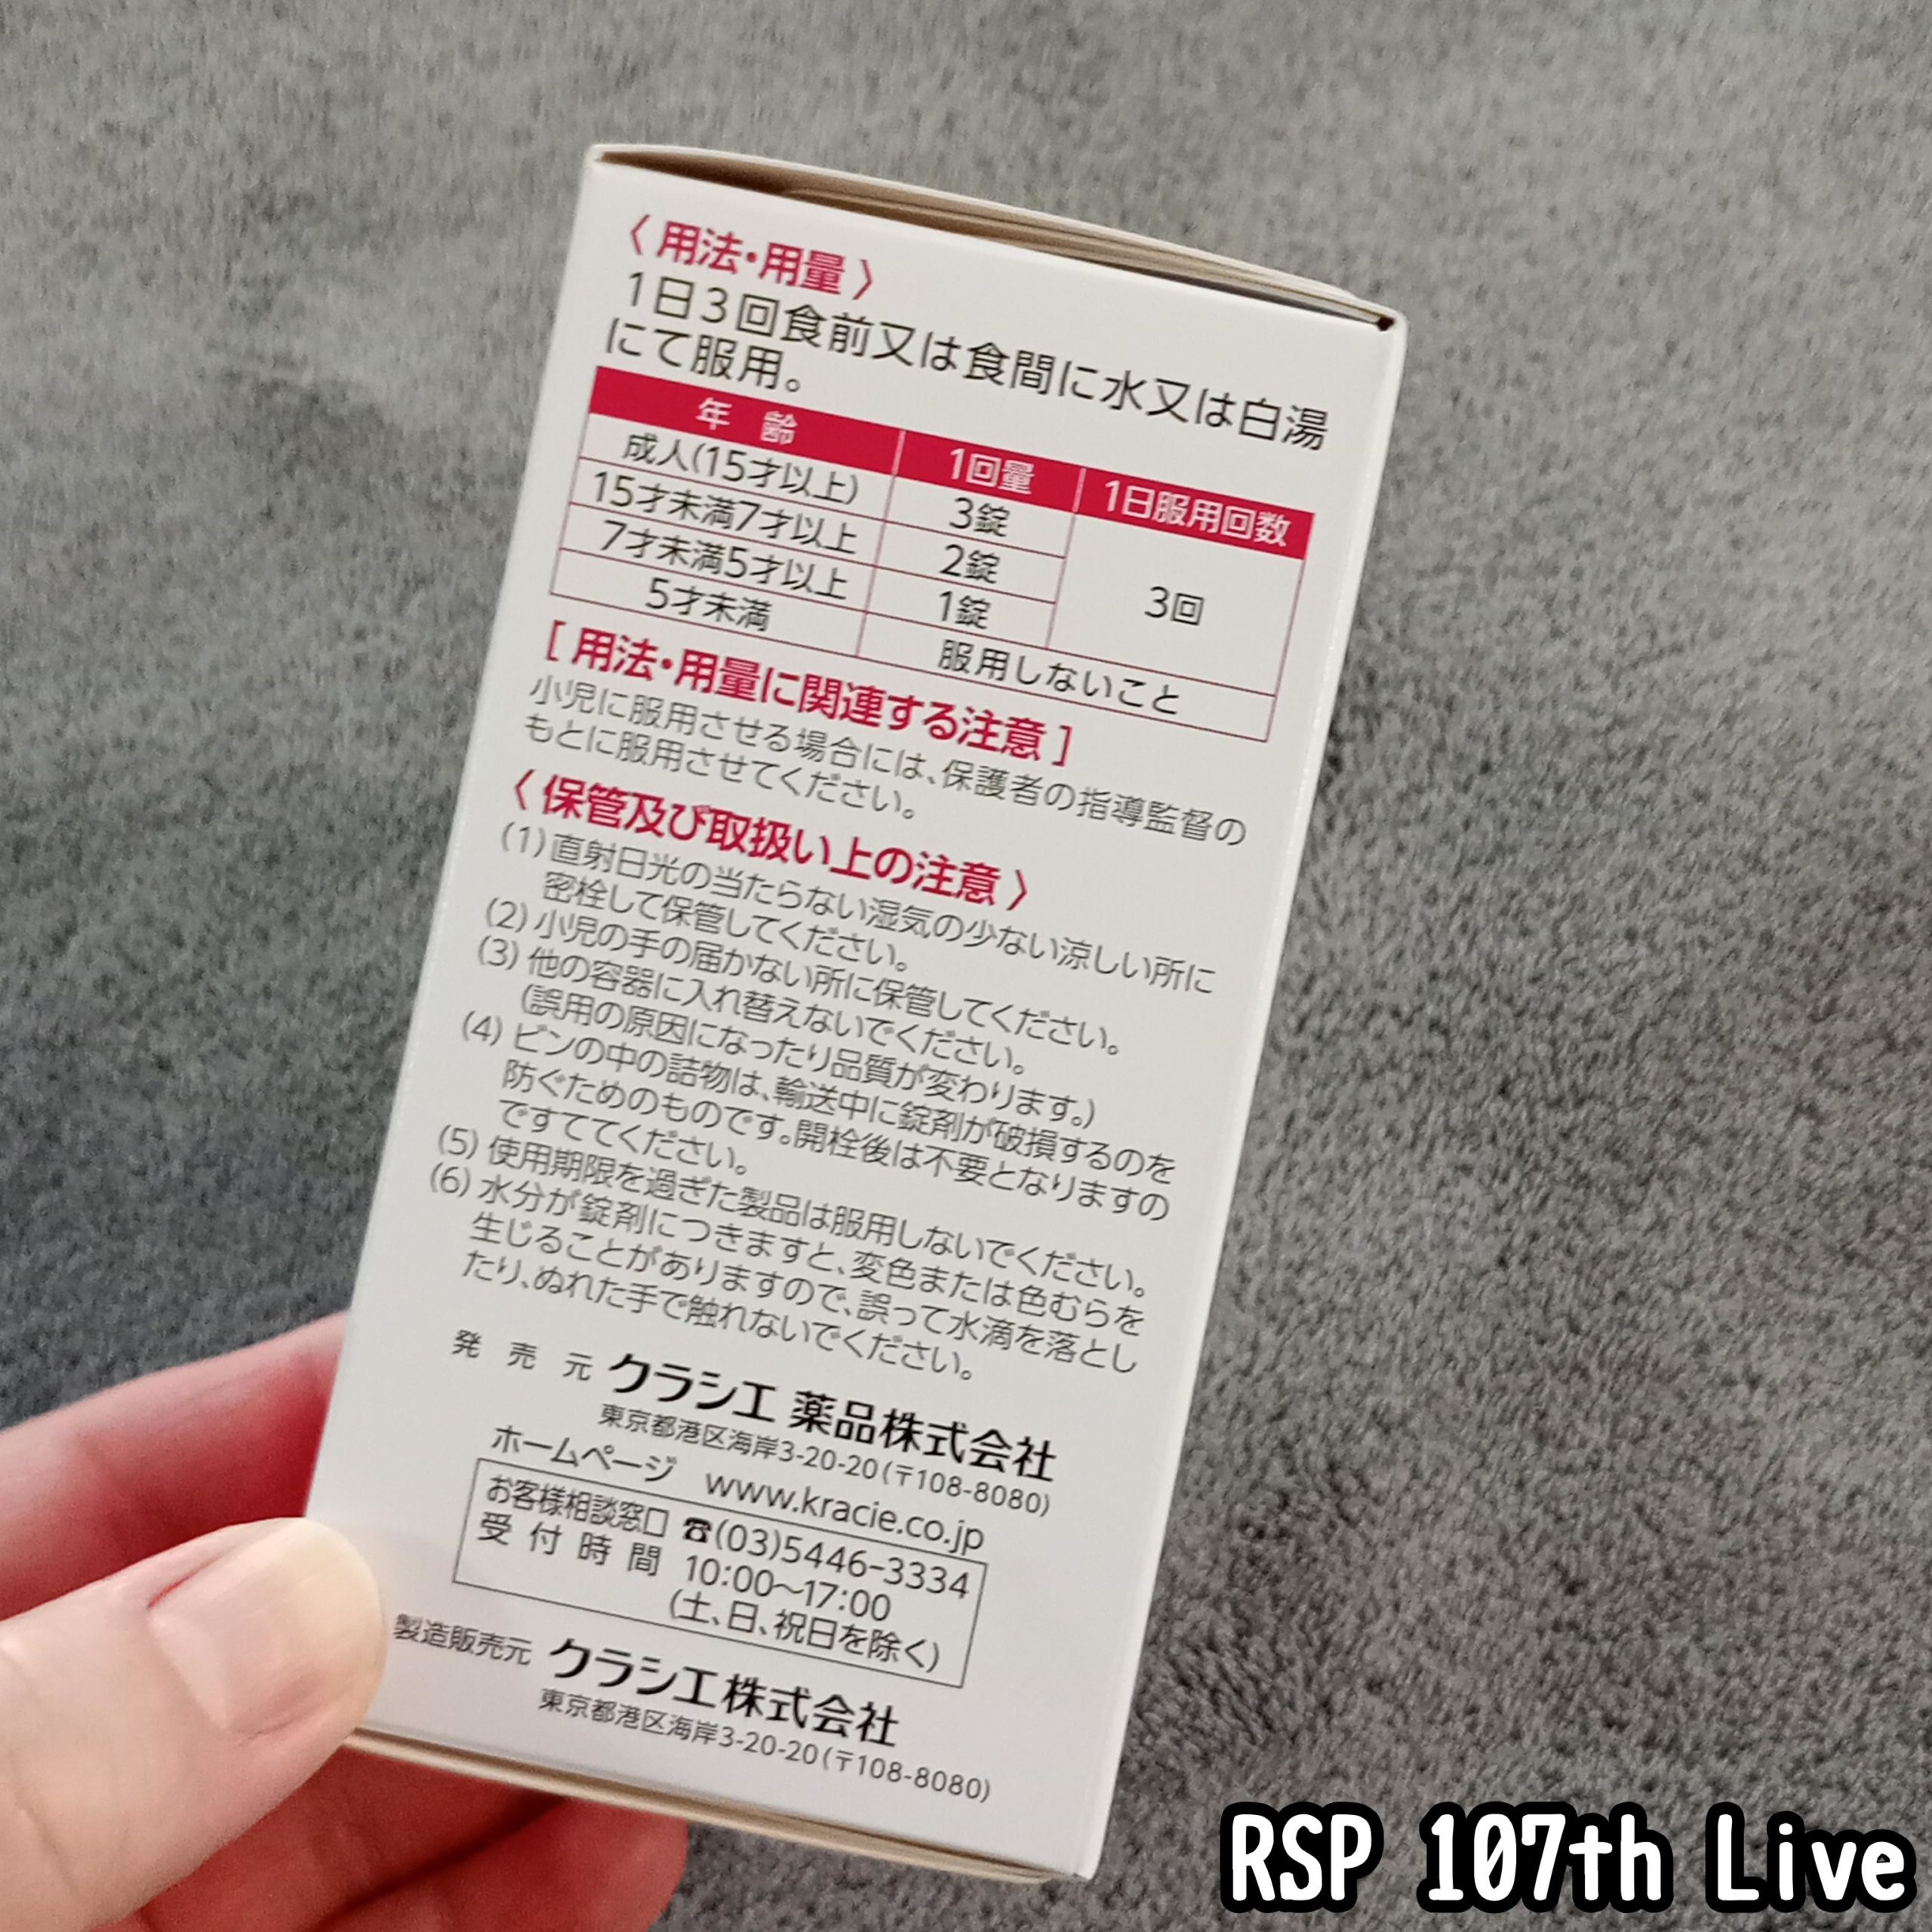 〈用法・用量〉
1日3回食前又は食間に水又は白湯
にて服用。
年 齢 1回量 1日服用回数
成人(15才以上) 3錠
15才未満7才以上 2錠 3回
7才未満5才以上 1錠
5才未満 服用しないこと
[用法・用量に関連する注意]
小児に服用させる場合には、保護者の指導監督の
もとに服用させてください。
〈保管及び取扱い上の注意〉
(1)直射日光の当たらない湿気の少ない涼しい所に
密栓して保管してください。
(2)小児の手の届かない所に保管してください。
(3)他の容器に入れ替えないでください。
(誤用の原因になったり品質が変わります。)
(4)ビンの中の詰物は、輸送中に錠剤が破損するのを
防ぐためのものです。開栓後は不要となりますの
ですててください。
(5)使用期限を過ぎた製品は服用しないでください。
(6)水分が錠剤につきますと、変色または色むらを
生じることがありますので、誤って水滴を落とし
たり、ぬれた手で触れないでください。
発 売 元 クラシエ 薬品株式会社
東京都港区海岸3-20-20(〒108-8080)
ホームページ www.kracie.co.jp
お客様相談窓口 ☎(03)5446-3334
受 付 時 間 10:00〜17:00
(土、日、祝日を除く)
製造販売元 クラシエ株式会社
東京都港区海岸3-20-20(〒108-8080)
RSP 107th Live